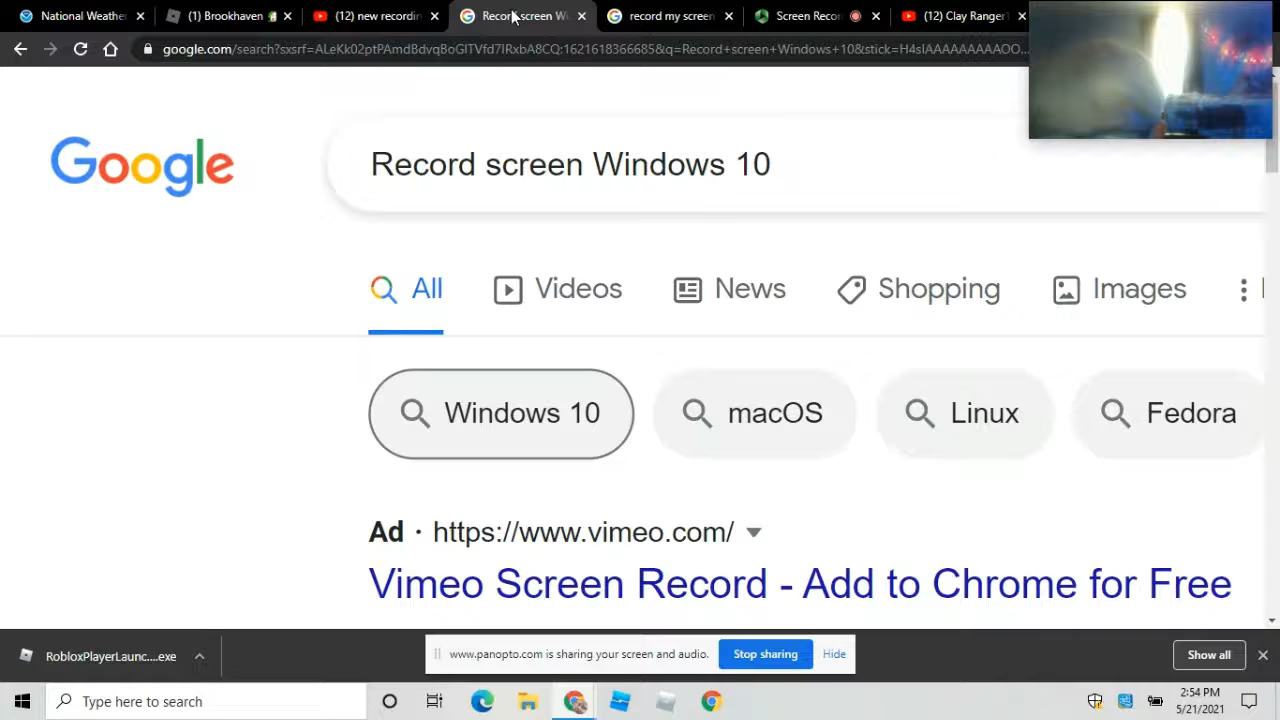 National Weathe
(1) Brookhaven
(12) new recordin
Record screen Wi
record my screen
Screen Recor
(12) Clay Ranger
google.com/search?sxsrf=ALeKk02ptPAmdBdvqBoGlTVfd7IRxbA8CQ:1621618366685&q=Record+screen+Windows+10&stick=H4sIAAAAAAAAOO...
Google
Record screen Windows 10
All
Videos
News
Shopping
Images
Windows 10
macOS
Linux
Fedora
Ad · https://www.vimeo.com/
Vimeo Screen Record - Add to Chrome for Free
RobloxPlayerLaunc....exe
www.panopto.com is sharing your screen and audio.
Stop sharing
Hide
Show all
Type here to search
2:54 PM
5/21/2021